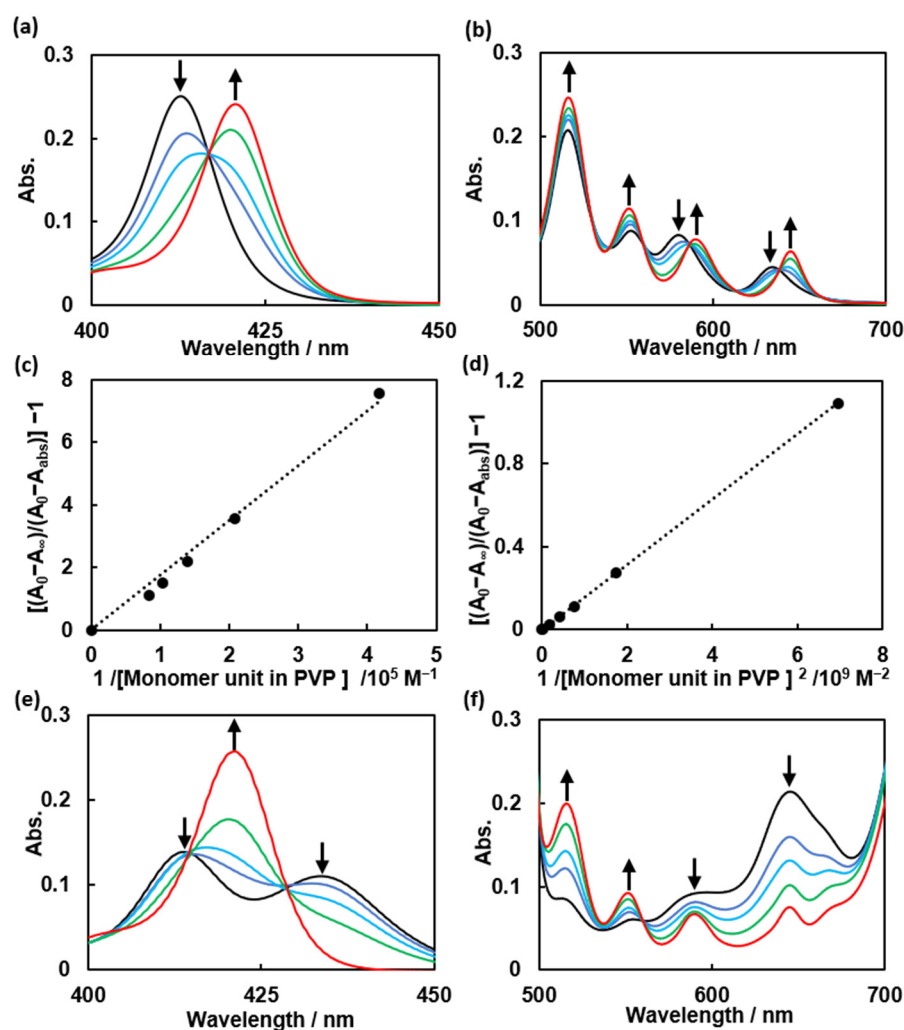 (a)
0.3
0.2
0.1
0
Abs.
400 425 450
Wavelength / nm
(b)
0.3
0.2
0.1
0
Abs.
500 600 700
Wavelength / nm
(c)
8
6
4
2
0
[(A₀−A∞)/(A₀−Aabs)] −1
0 1 2 3 4 5
1 /[Monomer unit in PVP ] /10⁵ M⁻¹
(d)
1.2
0.8
0.4
0
[(A₀−A∞)/(A₀−Aabs)] −1
0 2 4 6 8
1 /[Monomer unit in PVP ] ² /10⁹ M⁻²
(e)
0.3
0.2
0.1
0
Abs.
400 425 450
Wavelength / nm
(f)
0.3
0.2
0.1
0
Abs.
500 600 700
Wavelength / nm